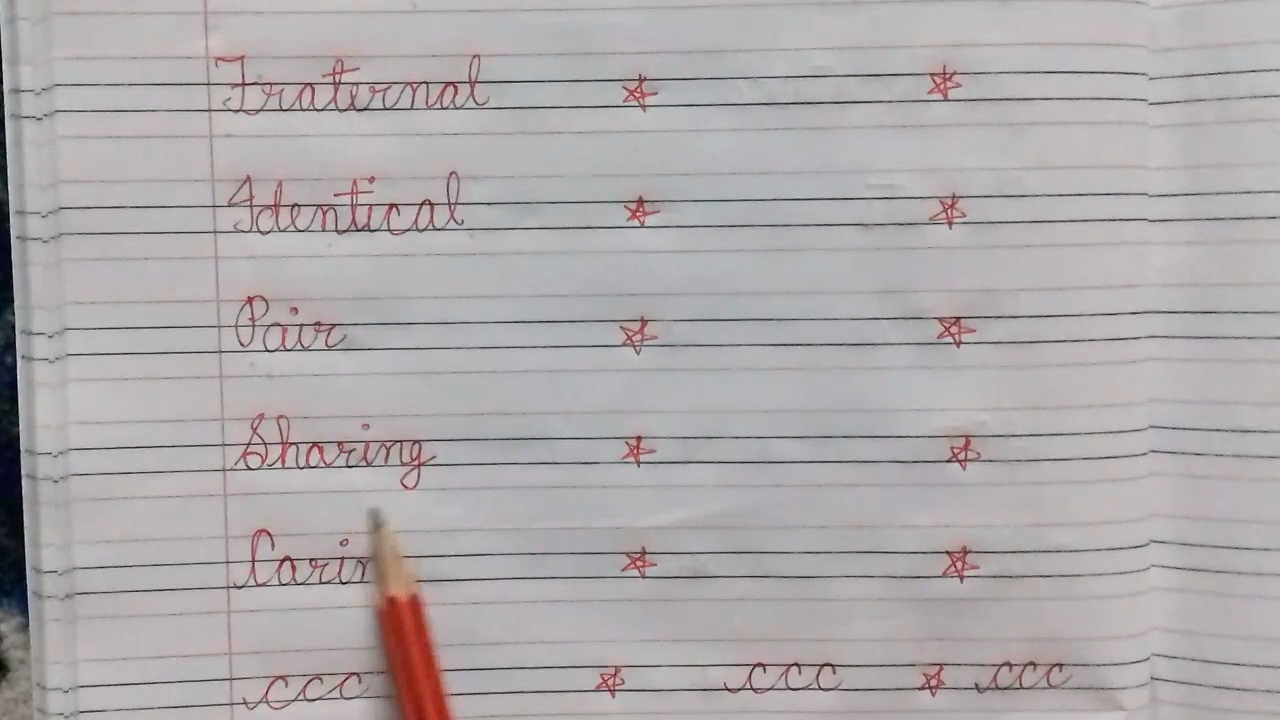 Fraternal
Identical
Pair
Sharing
ccc ccc ccc